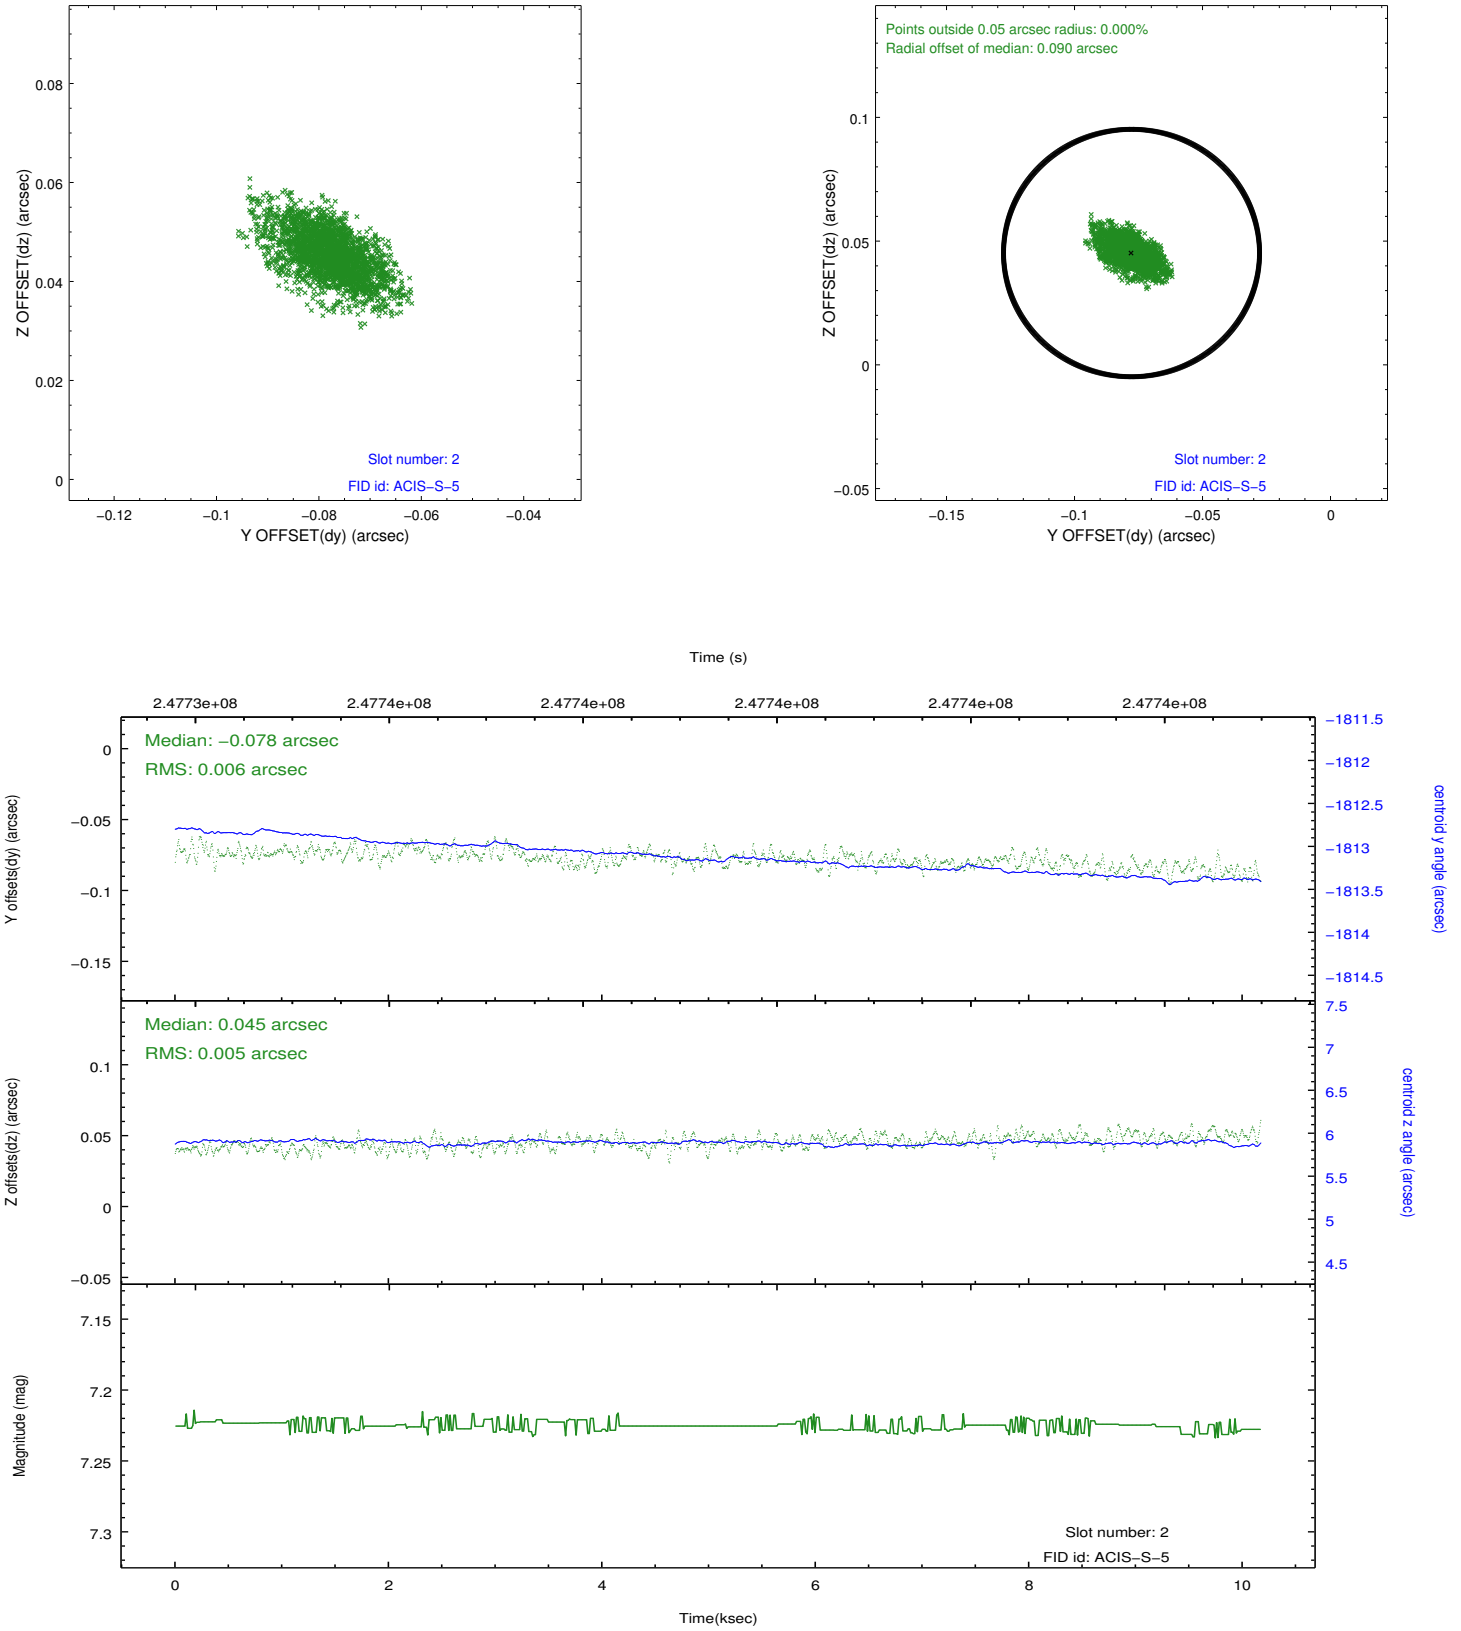 0.08
0.06
0.04
0.02
0
−0.12
−0.1
−0.08
−0.06
−0.04
Z OFFSET(dz) (arcsec)
Y OFFSET(dy) (arcsec)
Slot number: 2
FID id: ACIS−S−5
Points outside 0.05 arcsec radius: 0.000%
Radial offset of median: 0.090 arcsec
0.1
0.05
0
−0.05
−0.15
−0.1
−0.05
0
Z OFFSET(dz) (arcsec)
Y OFFSET(dy) (arcsec)
Slot number: 2
FID id: ACIS−S−5
Time (s)
2.4773e+08
2.4774e+08
2.4774e+08
2.4774e+08
2.4774e+08
2.4774e+08
Median: −0.078 arcsec
RMS: 0.006 arcsec
0
−0.05
−0.1
−0.15
Y offsets(dy) (arcsec)
−1811.5
−1812
−1812.5
−1813
−1813.5
−1814
−1814.5
centroid y angle (arcsec)
Median: 0.045 arcsec
RMS: 0.005 arcsec
0.1
0.05
0
−0.05
Z offsets(dz) (arcsec)
7.5
7
6.5
6
5.5
5
4.5
centroid z angle (arcsec)
7.15
7.2
7.25
7.3
Magnitude (mag)
Slot number: 2
FID id: ACIS−S−5
0
2
4
6
8
10
Time(ksec)